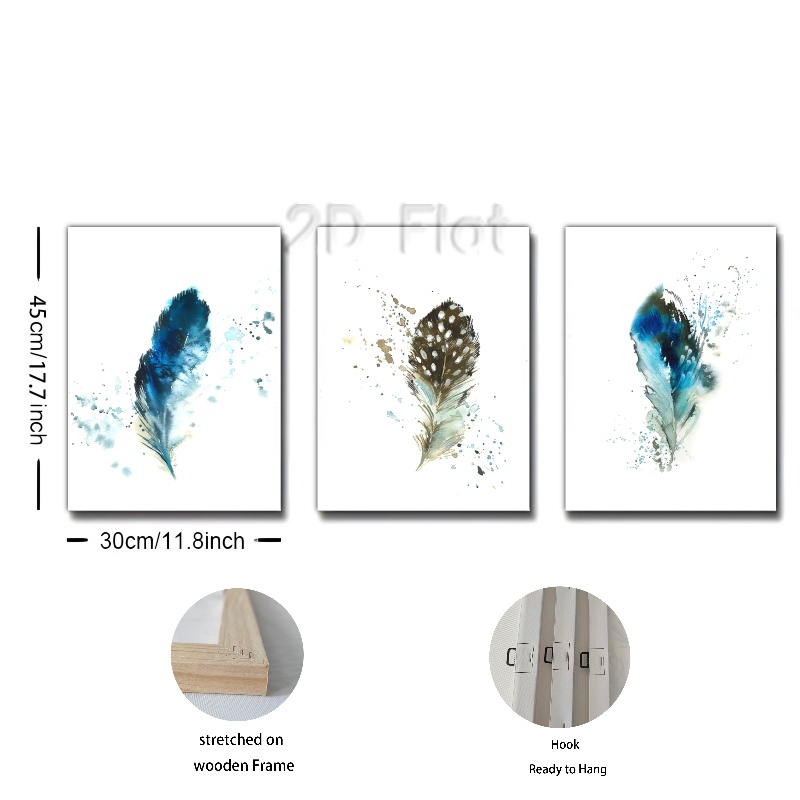 2D Flat
45cm/17.7inch
30cm/11.8inch
stretched on
wooden Frame
Hook
Ready to Hang